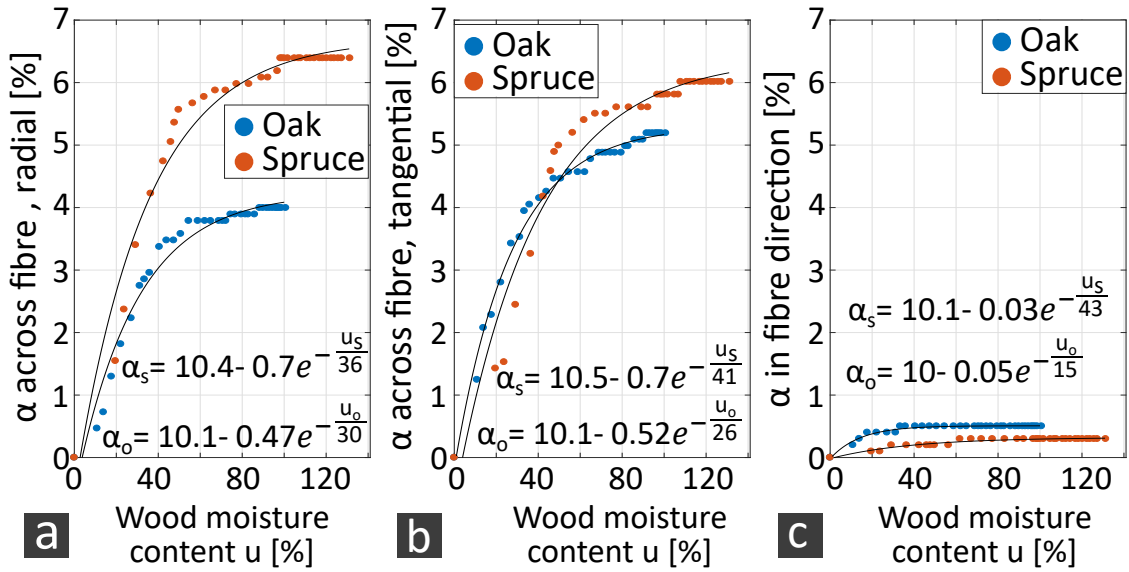 α across fibre , radial [%]
7
6
5
4
3
2
1
0
Oak
Spruce
αₛ = 10.4- 0.7e^- uₛ/36
αₒ= 10.1- 0.47e^- uₒ/30
0 40 80 120
a
Wood moisture
content u [%]
α across fibre, tangential [%]
7
6
5
4
3
2
1
0
Oak
Spruce
αₛ = 10.5- 0.7e^- uₛ/41
αₒ= 10.1- 0.52e^- uₒ/26
0 40 80 120
b
Wood moisture
content u [%]
α in fibre direction [%]
7
6
5
4
3
2
1
0
Oak
Spruce
αₛ = 10.1- 0.03e^- uₛ/43
αₒ= 10- 0.05e^- uₒ/15
0 40 80 120
c
Wood moisture
content u [%]